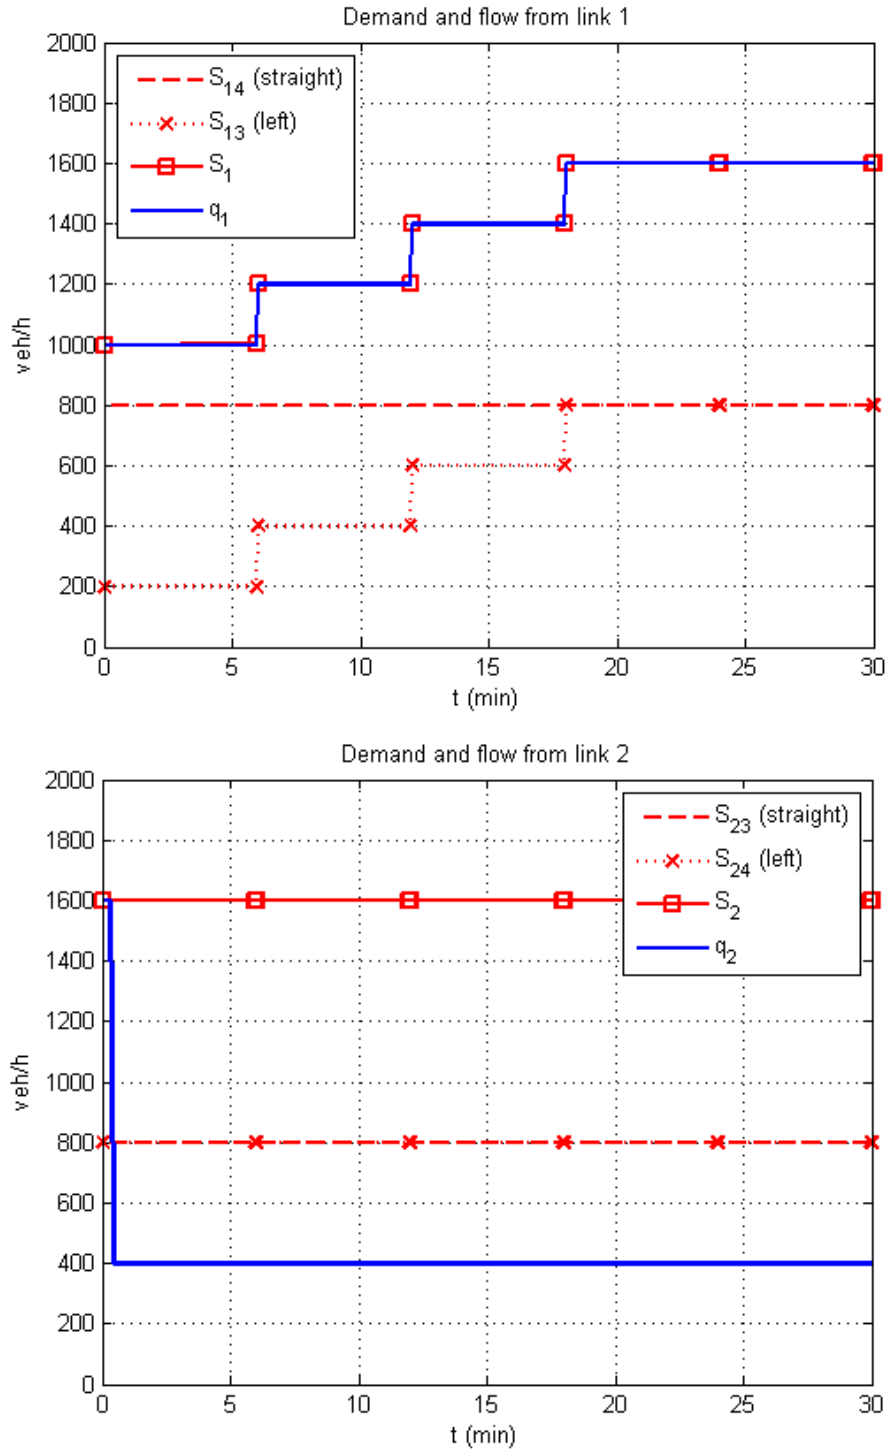 Demand and flow from link 1
2000
1800
1600
1400
1200
1000
800
600
400
200
0
veh/h
S14 (straight)
S13 (left)
S1
q1
0 5 10 15 20 25 30
t (min)
Demand and flow from link 2
2000
1800
1600
1400
1200
1000
800
600
400
200
0
veh/h
S23 (straight)
S24 (left)
S2
q2
0 5 10 15 20 25 30
t (min)